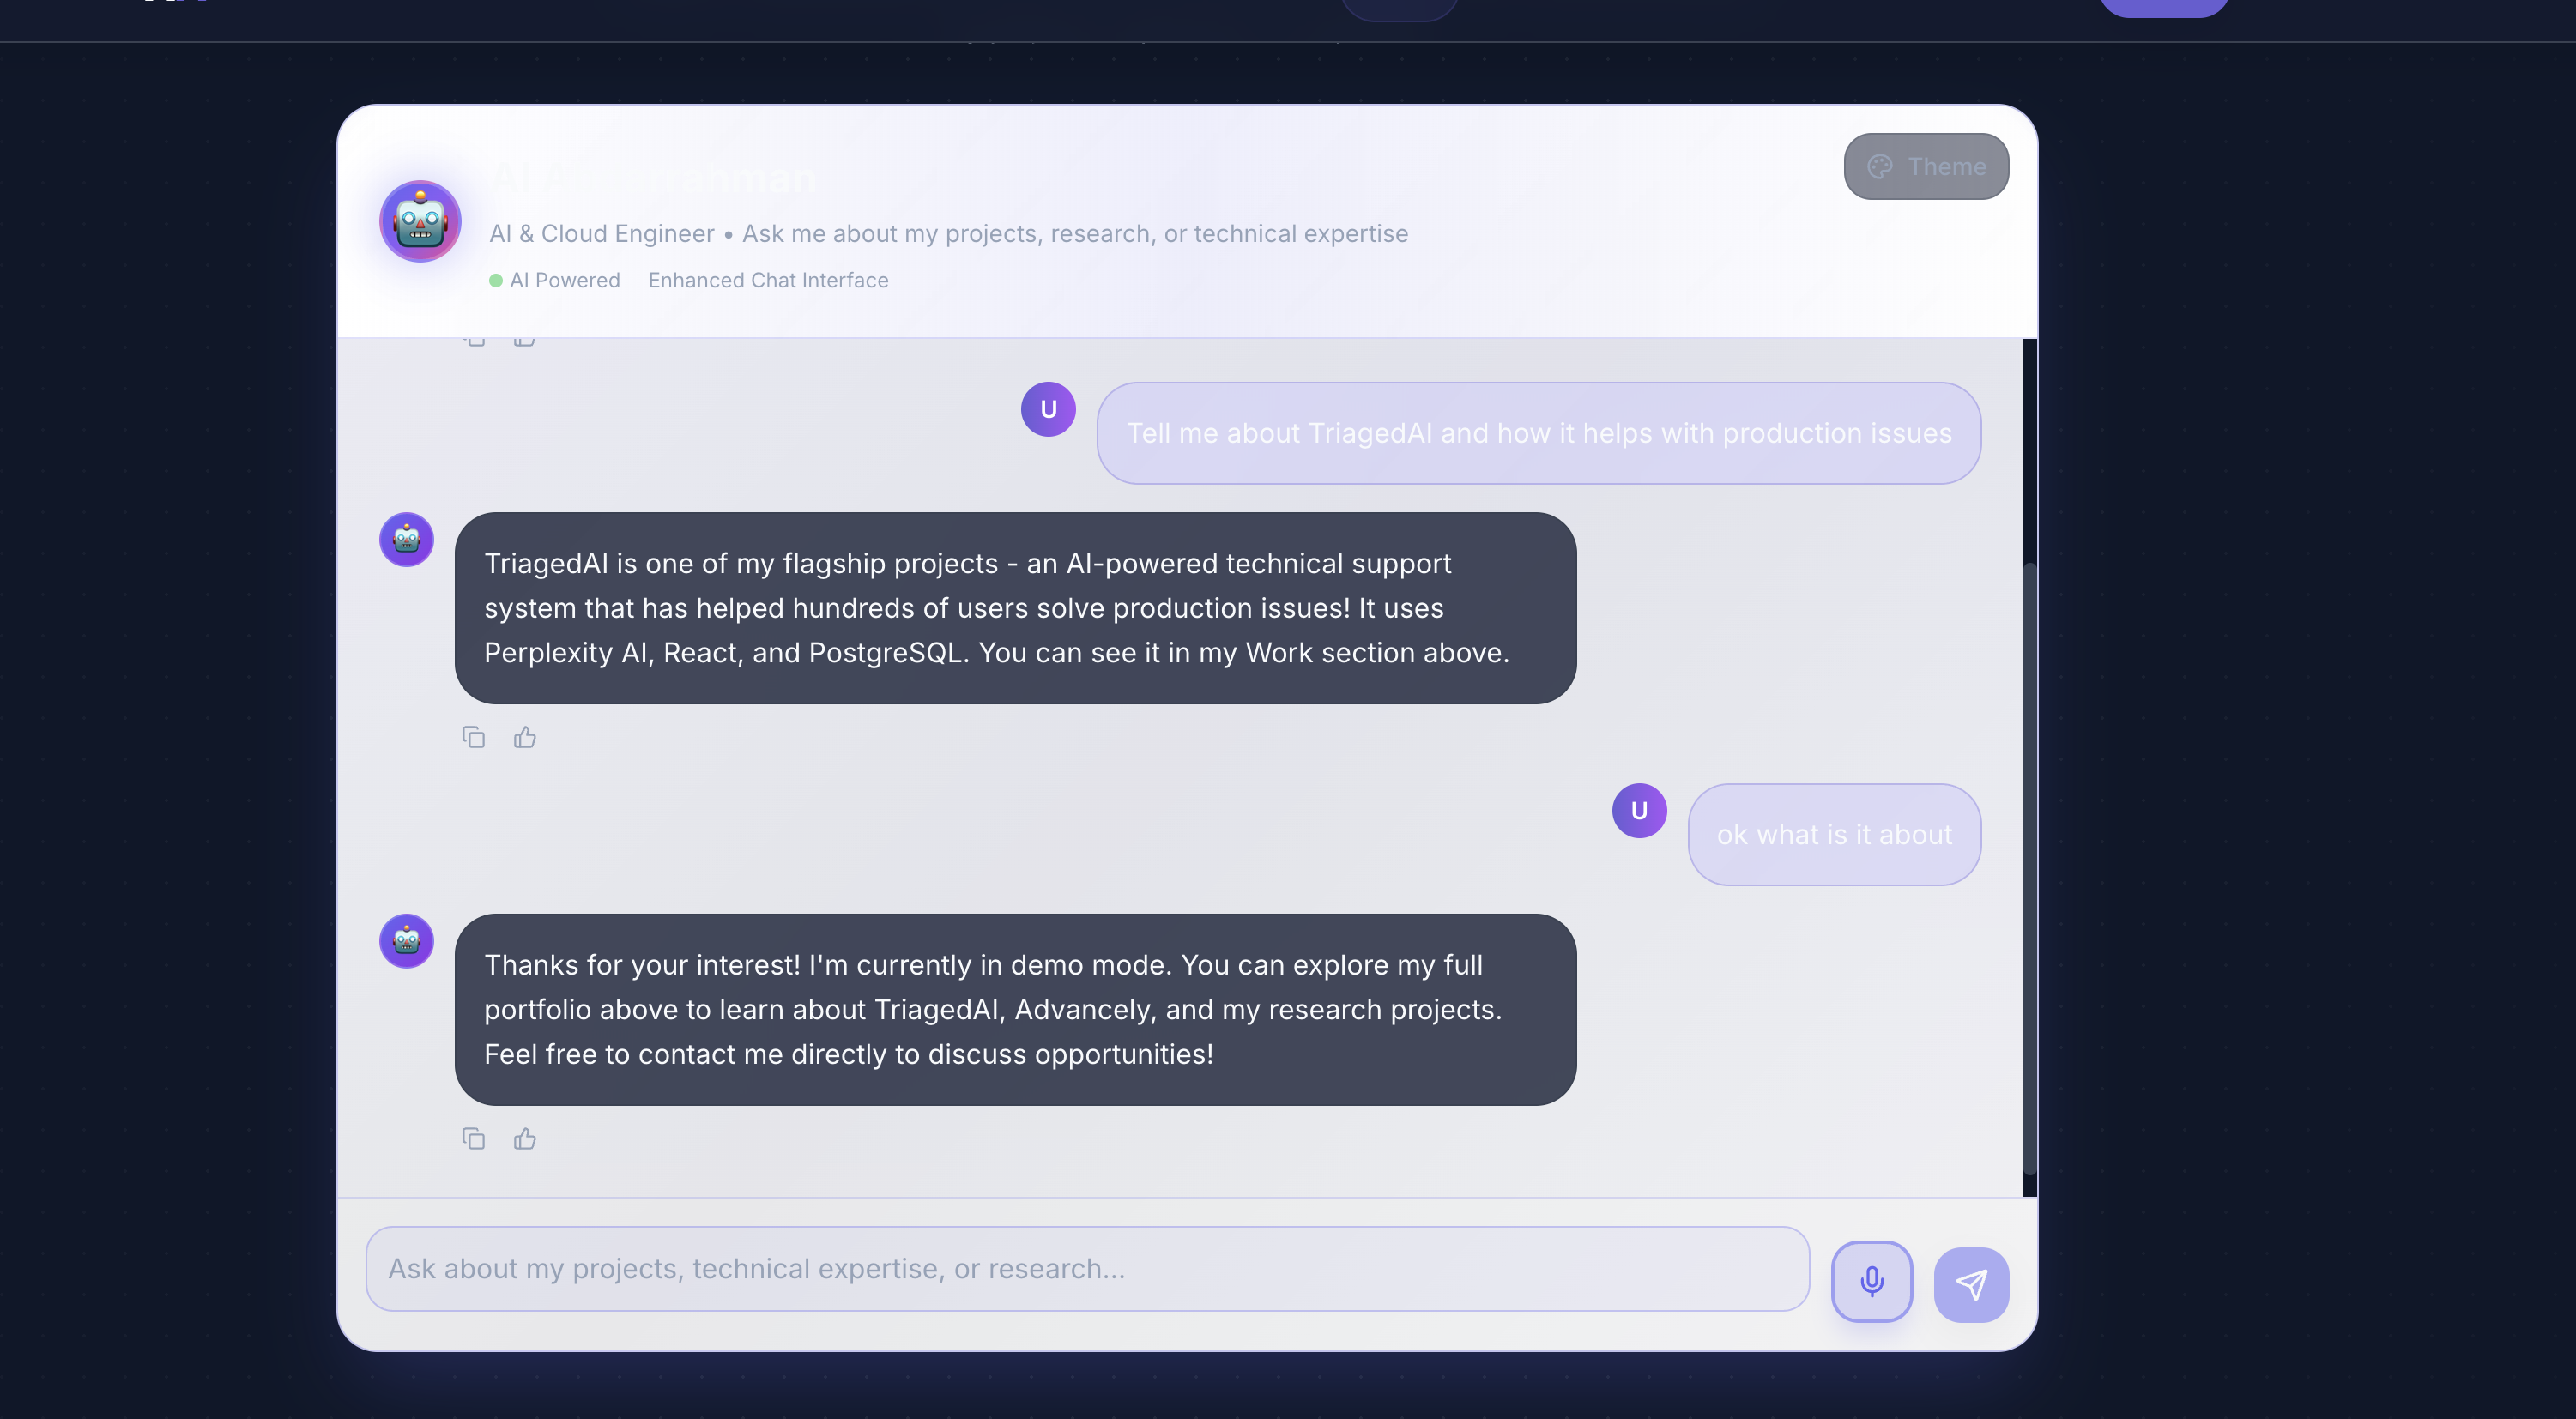 Theme
AI & Cloud Engineer • Ask me about my projects, research, or technical expertise
AI Powered Enhanced Chat Interface
U
Tell me about TriagedAI and how it helps with production issues
TriagedAI is one of my flagship projects - an AI-powered technical support
system that has helped hundreds of users solve production issues! It uses
Perplexity AI, React, and PostgreSQL. You can see it in my Work section above.
U
ok what is it about
Thanks for your interest! I'm currently in demo mode. You can explore my full
portfolio above to learn about TriagedAI, Advancely, and my research projects.
Feel free to contact me directly to discuss opportunities!
Ask about my projects, technical expertise, or research...